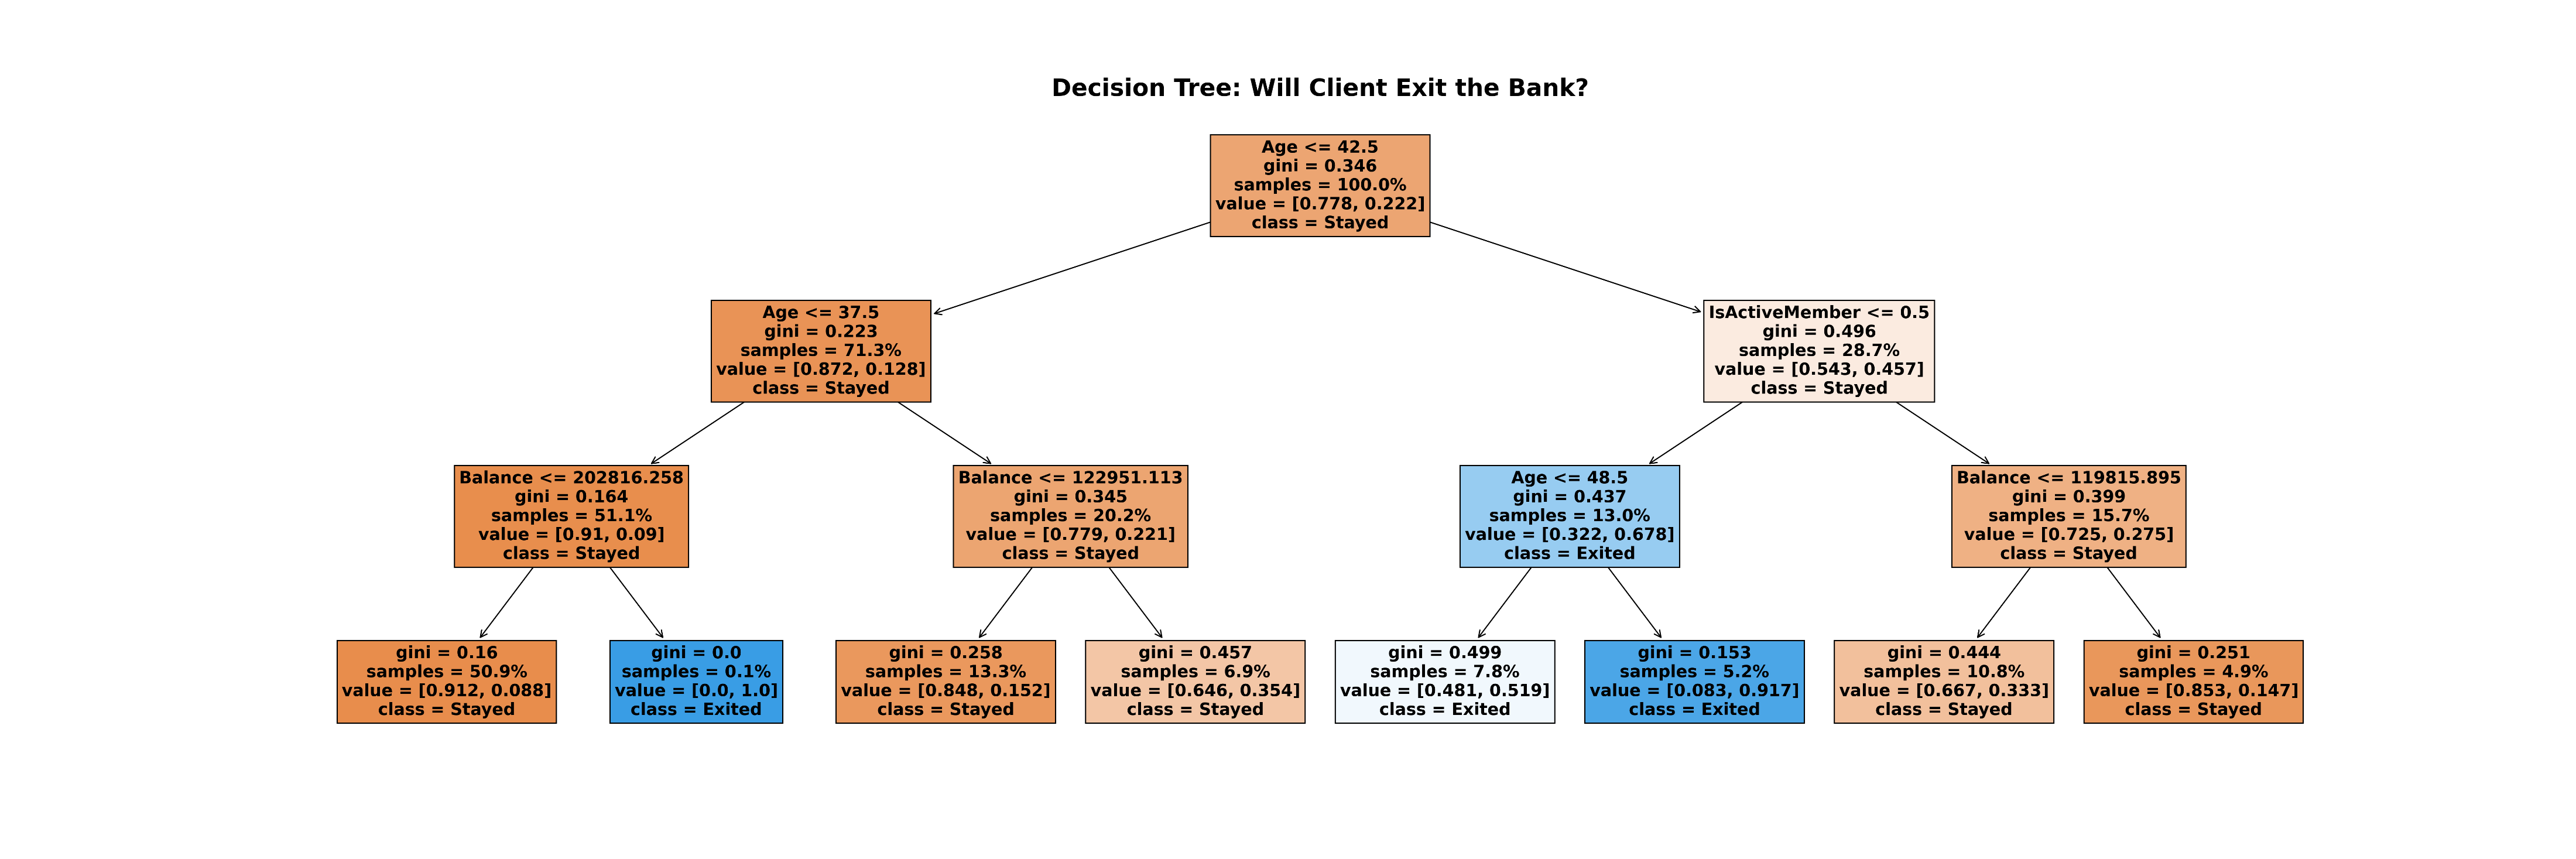 Decision Tree: Will Client Exit the Bank?
Age <= 42.5
gini = 0.346
samples = 100.0%
value = [0.778, 0.222]
class = Stayed
Age <= 37.5
gini = 0.223
samples = 71.3%
value = [0.872, 0.128]
class = Stayed
IsActiveMember <= 0.5
gini = 0.496
samples = 28.7%
value = [0.543, 0.457]
class = Stayed
Balance <= 202816.258
gini = 0.164
samples = 51.1%
value = [0.91, 0.09]
class = Stayed
Balance <= 122951.113
gini = 0.345
samples = 20.2%
value = [0.779, 0.221]
class = Stayed
Age <= 48.5
gini = 0.437
samples = 13.0%
value = [0.322, 0.678]
class = Exited
Balance <= 119815.895
gini = 0.399
samples = 15.7%
value = [0.725, 0.275]
class = Stayed
gini = 0.16
samples = 50.9%
value = [0.912, 0.088]
class = Stayed
gini = 0.0
samples = 0.1%
value = [0.0, 1.0]
class = Exited
gini = 0.258
samples = 13.3%
value = [0.848, 0.152]
class = Stayed
gini = 0.457
samples = 6.9%
value = [0.646, 0.354]
class = Stayed
gini = 0.499
samples = 7.8%
value = [0.481, 0.519]
class = Exited
gini = 0.153
samples = 5.2%
value = [0.083, 0.917]
class = Exited
gini = 0.444
samples = 10.8%
value = [0.667, 0.333]
class = Stayed
gini = 0.251
samples = 4.9%
value = [0.853, 0.147]
class = Stayed